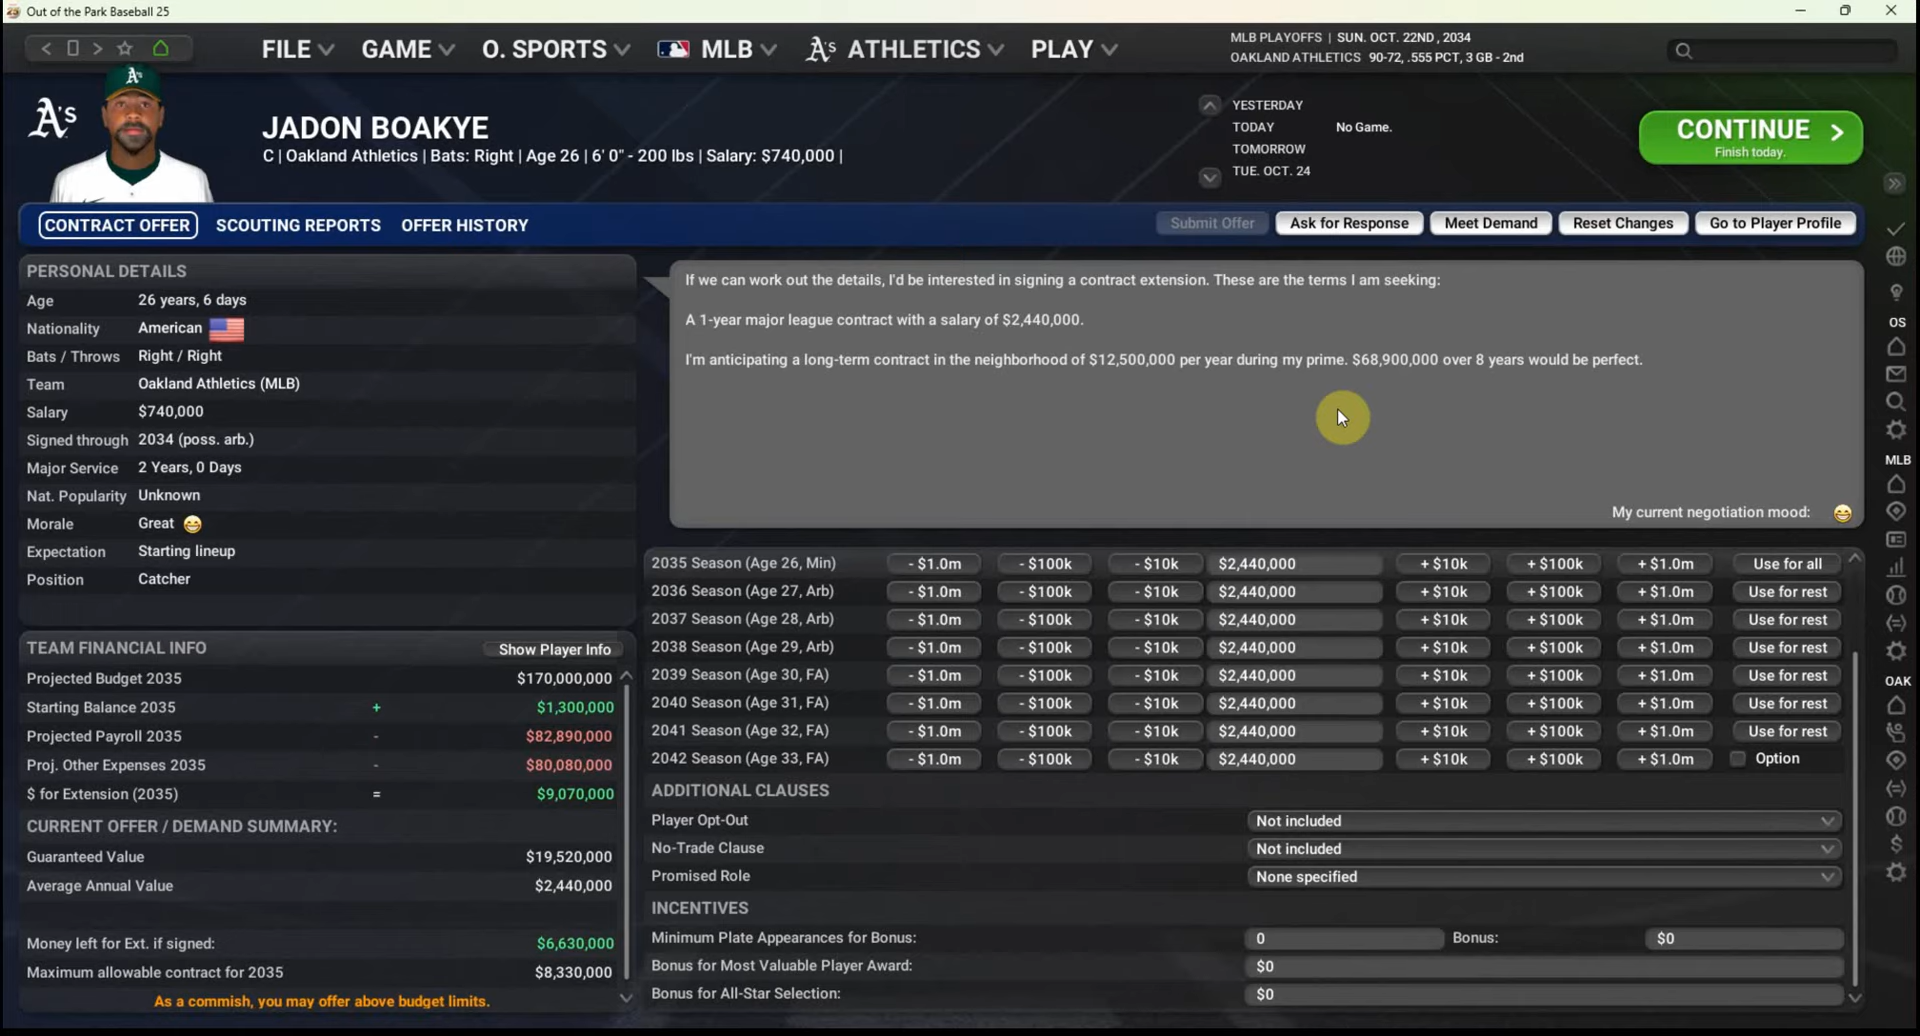 Out of the Park Baseball 25
FILE GAME O. SPORTS MLB A's ATHLETICS PLAY
MLB PLAYOFFS | SUN. OCT. 22ND, 2034
OAKLAND ATHLETICS 90-72, .555 PCT, 3 GB - 2nd
A's
JADON BOAKYE
C | Oakland Athletics | Bats: Right | Age 26 | 6' 0" - 200 lbs | Salary: $740,000 |
YESTERDAY
TODAY No Game.
TOMORROW
TUE. OCT. 24
CONTINUE
Finish today.
CONTRACT OFFER SCOUTING REPORTS OFFER HISTORY
Submit Offer Ask for Response Meet Demand Reset Changes Go to Player Profile
PERSONAL DETAILS
Age 26 years, 6 days
Nationality American
Bats / Throws Right / Right
Team Oakland Athletics (MLB)
Salary $740,000
Signed through 2034 (poss. arb.)
Major Service 2 Years, 0 Days
Nat. Popularity Unknown
Morale Great
Expectation Starting lineup
Position Catcher
If we can work out the details, I'd be interested in signing a contract extension. These are the terms I am seeking:
A 1-year major league contract with a salary of $2,440,000.
I'm anticipating a long-term contract in the neighborhood of $12,500,000 per year during my prime. $68,900,000 over 8 years would be perfect.
My current negotiation mood:
TEAM FINANCIAL INFO Show Player Info
Projected Budget 2035 $170,000,000
Starting Balance 2035 + $1,300,000
Projected Payroll 2035 - $82,890,000
Proj. Other Expenses 2035 - $80,080,000
$ for Extension (2035) = $9,070,000
CURRENT OFFER / DEMAND SUMMARY:
Guaranteed Value $19,520,000
Average Annual Value $2,440,000
Money left for Ext. if signed: $6,630,000
Maximum allowable contract for 2035 $8,330,000
As a commish, you may offer above budget limits.
2035 Season (Age 26, Min) - $1.0m - $100k - $10k $2,440,000 + $10k + $100k + $1.0m Use for all
2036 Season (Age 27, Arb) - $1.0m - $100k - $10k $2,440,000 + $10k + $100k + $1.0m Use for rest
2037 Season (Age 28, Arb) - $1.0m - $100k - $10k $2,440,000 + $10k + $100k + $1.0m Use for rest
2038 Season (Age 29, Arb) - $1.0m - $100k - $10k $2,440,000 + $10k + $100k + $1.0m Use for rest
2039 Season (Age 30, FA) - $1.0m - $100k - $10k $2,440,000 + $10k + $100k + $1.0m Use for rest
2040 Season (Age 31, FA) - $1.0m - $100k - $10k $2,440,000 + $10k + $100k + $1.0m Use for rest
2041 Season (Age 32, FA) - $1.0m - $100k - $10k $2,440,000 + $10k + $100k + $1.0m Use for rest
2042 Season (Age 33, FA) - $1.0m - $100k - $10k $2,440,000 + $10k + $100k + $1.0m Option
ADDITIONAL CLAUSES
Player Opt-Out Not included
No-Trade Clause Not included
Promised Role None specified
INCENTIVES
Minimum Plate Appearances for Bonus: 0 Bonus: $0
Bonus for Most Valuable Player Award: $0
Bonus for All-Star Selection: $0
OS
MLB
OAK